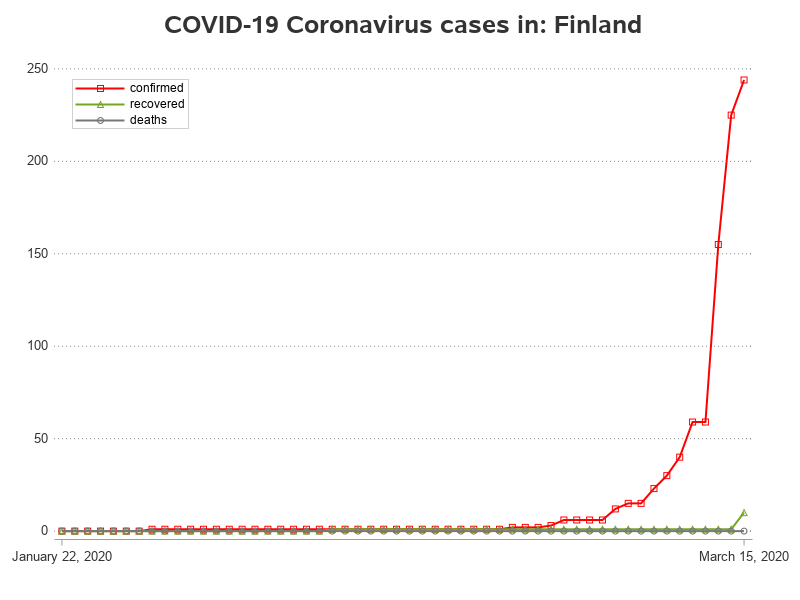 COVID-19 Coronavirus cases in: Finland
250
confirmed
recovered
deaths
200
150
100
50
0
January 22, 2020
March 15, 2020